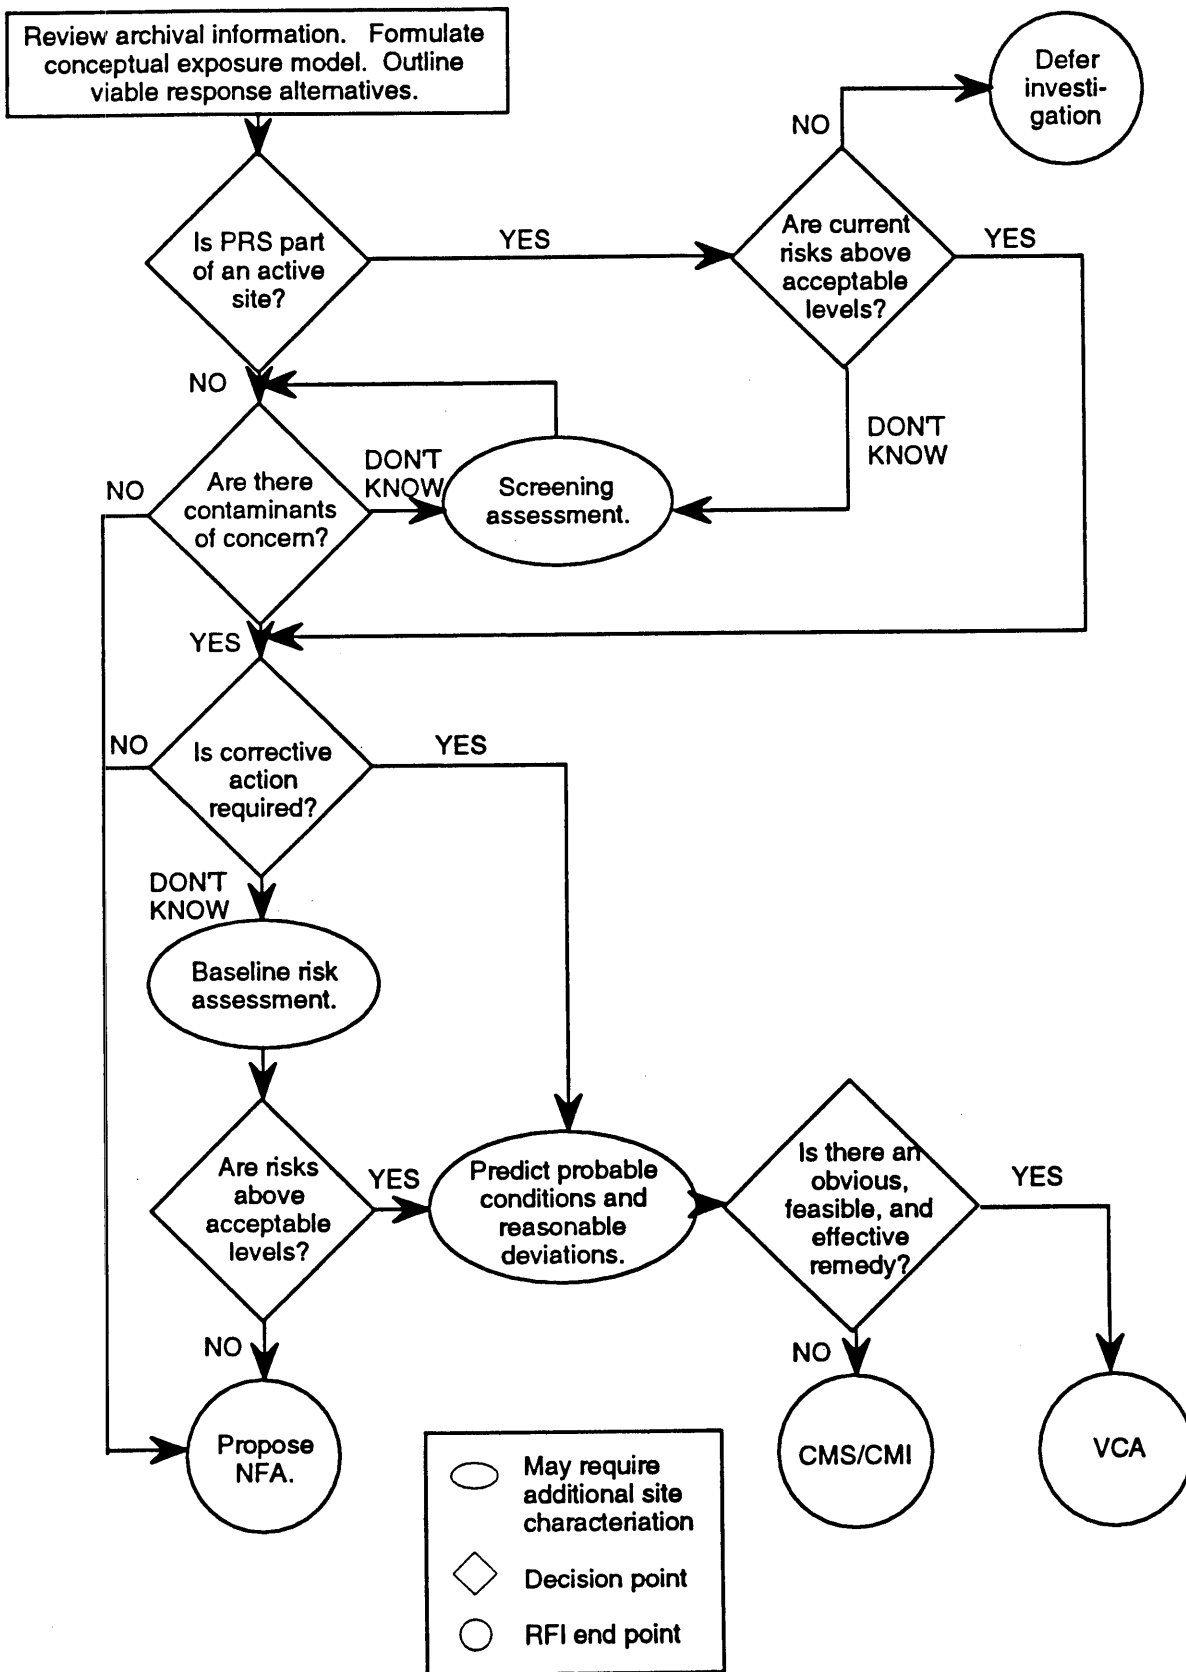 Review archival information. Formulate
conceptual exposure model. Outline
viable response alternatives.
Defer
investi-
gation
NO
Is PRS part
of an active
site?
YES
Are current
risks above
acceptable
levels?
YES
NO
DON'T
KNOW
Are there
contaminants
of concern?
NO
DON'T
KNOW
Screening
assessment.
YES
Is corrective
action
required?
NO
YES
DON'T
KNOW
Baseline risk
assessment.
Are risks
above
acceptable
levels?
YES
Predict probable
conditions and
reasonable
deviations.
Is there an
obvious,
feasible, and
effective
remedy?
YES
NO
NO
Propose
NFA.
CMS/CMI
VCA
May require
additional site
characteriation
Decision point
RFI end point